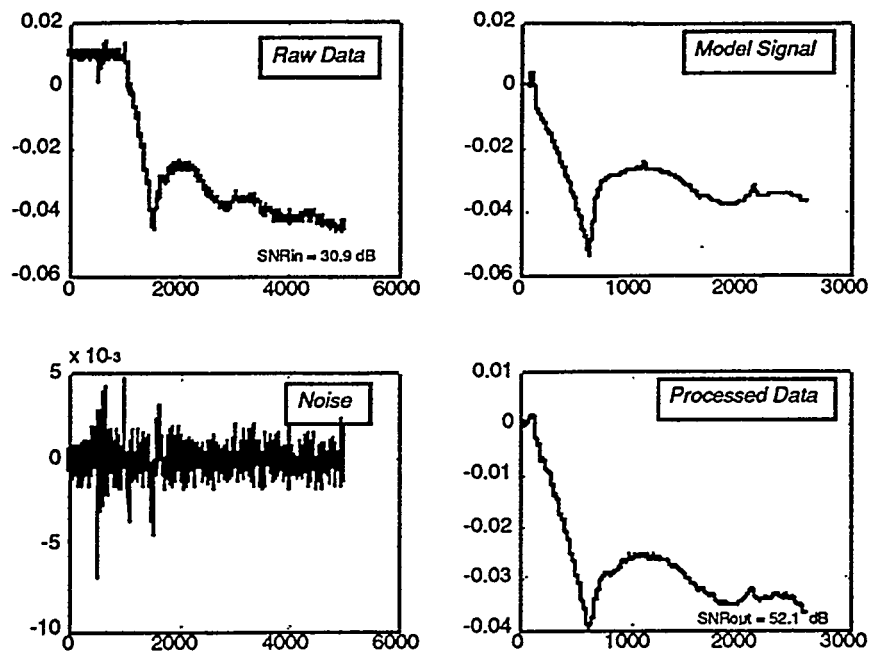 0.02
Raw Data
0
-0.02
-0.04
SNRin = 30.9 dB
-0.06
0 2000 4000 6000
0.02
Model Signal
0
-0.02
-0.04
-0.06
0 1000 2000 3000
x 10-3
5
Noise
0
-5
-10
0 2000 4000 6000
0.01
Processed Data
0
-0.01
-0.02
-0.03
SNRout = 52.1 dB
-0.04
0 1000 2000 3000